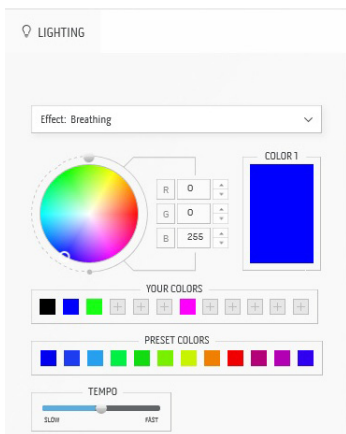 LIGHTING
Effect: Breathing
COLOR 1
R 0
G 0
B 255
YOUR COLORS
PRESET COLORS
TEMPO
SLOW FAST